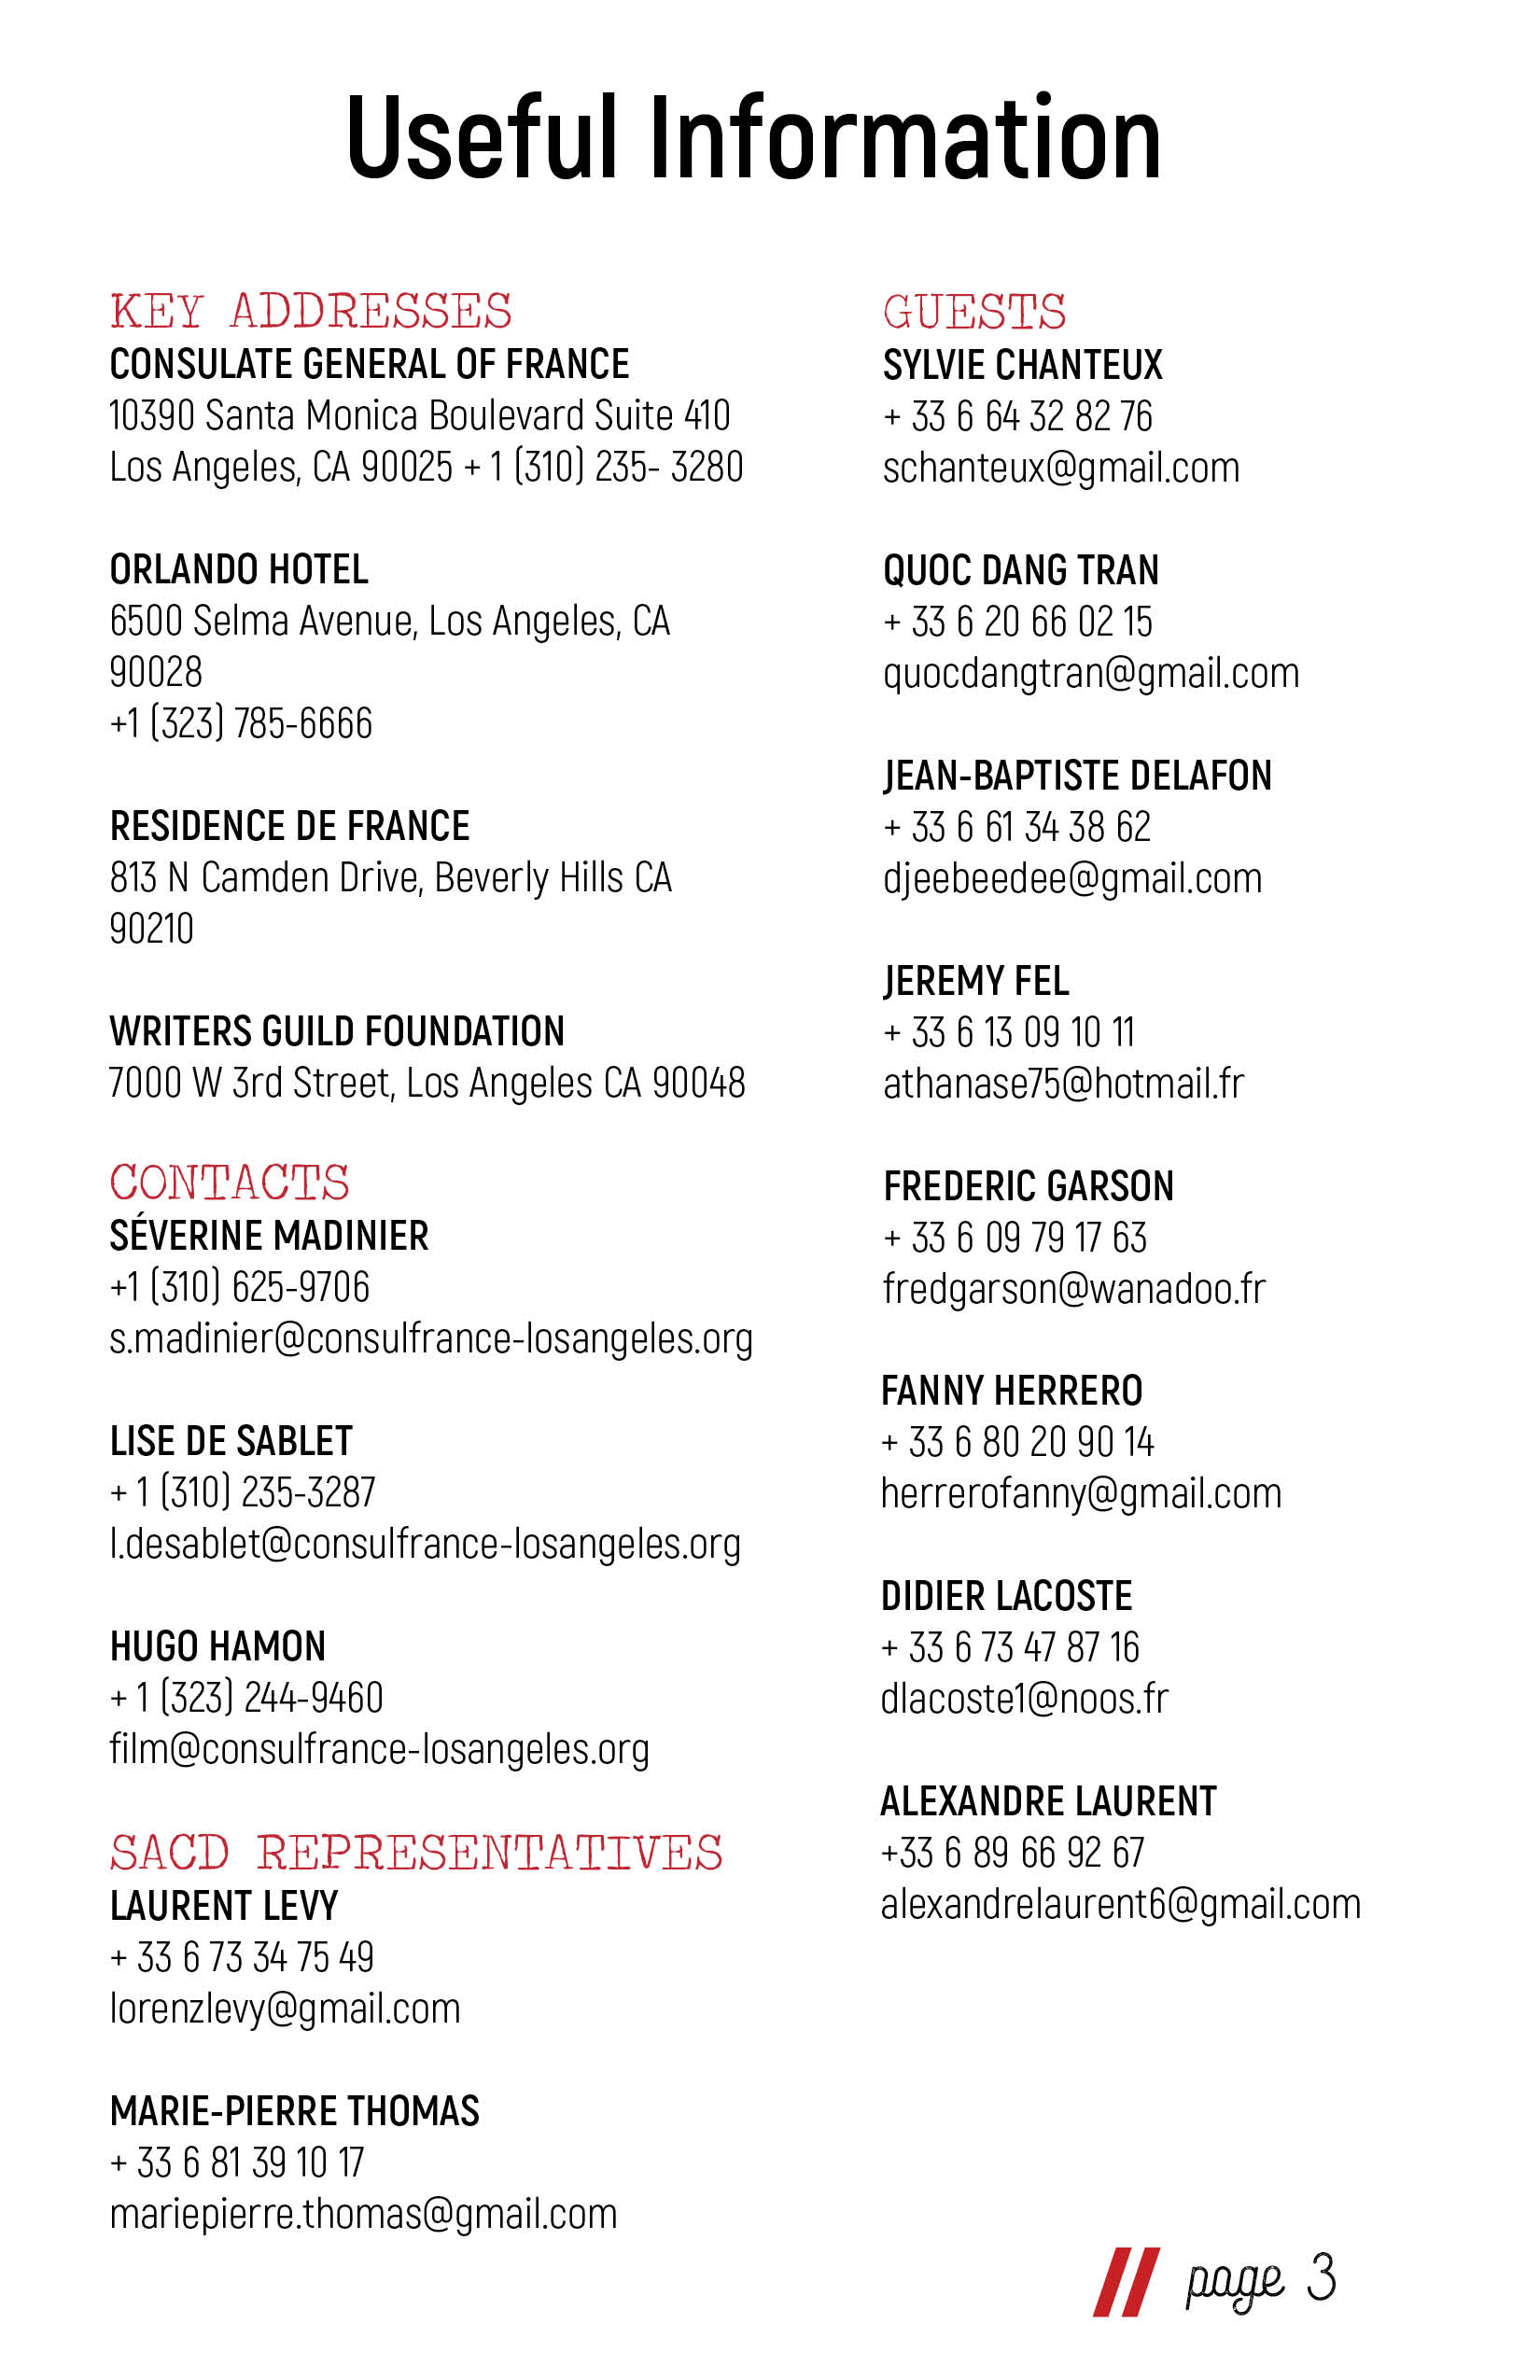 Useful Information
KEY ADDRESSES
CONSULATE GENERAL OF FRANCE
10390 Santa Monica Boulevard Suite 410
Los Angeles, CA 90025 + 1 (310) 235- 3280
ORLANDO HOTEL
6500 Selma Avenue, Los Angeles, CA
90028
+1 (323) 785-6666
RESIDENCE DE FRANCE
813 N Camden Drive, Beverly Hills CA
90210
WRITERS GUILD FOUNDATION
7000 W 3rd Street, Los Angeles CA 90048
CONTACTS
SÉVERINE MADINIER
+1 (310) 625-9706
s.madinier@consulfrance-losangeles.org
LISE DE SABLET
+ 1 (310) 235-3287
l.desablet@consulfrance-losangeles.org
HUGO HAMON
+ 1 (323) 244-9460
film@consulfrance-losangeles.org
SACD REPRESENTATIVES
LAURENT LEVY
+ 33 6 73 34 75 49
lorenzlevy@gmail.com
MARIE-PIERRE THOMAS
+ 33 6 81 39 10 17
mariepierre.thomas@gmail.com
GUESTS
SYLVIE CHANTEUX
+ 33 6 64 32 82 76
schanteux@gmail.com
QUOC DANG TRAN
+ 33 6 20 66 02 15
quocdangtran@gmail.com
JEAN-BAPTISTE DELAFON
+ 33 6 61 34 38 62
djeebeedee@gmail.com
JEREMY FEL
+ 33 6 13 09 10 11
athanase75@hotmail.fr
FREDERIC GARSON
+ 33 6 09 79 17 63
fredgarson@wanadoo.fr
FANNY HERRERO
+ 33 6 80 20 90 14
herrerofanny@gmail.com
DIDIER LACOSTE
+ 33 6 73 47 87 16
dlacoste1@noos.fr
ALEXANDRE LAURENT
+33 6 89 66 92 67
alexandrelaurent6@gmail.com
// page 3